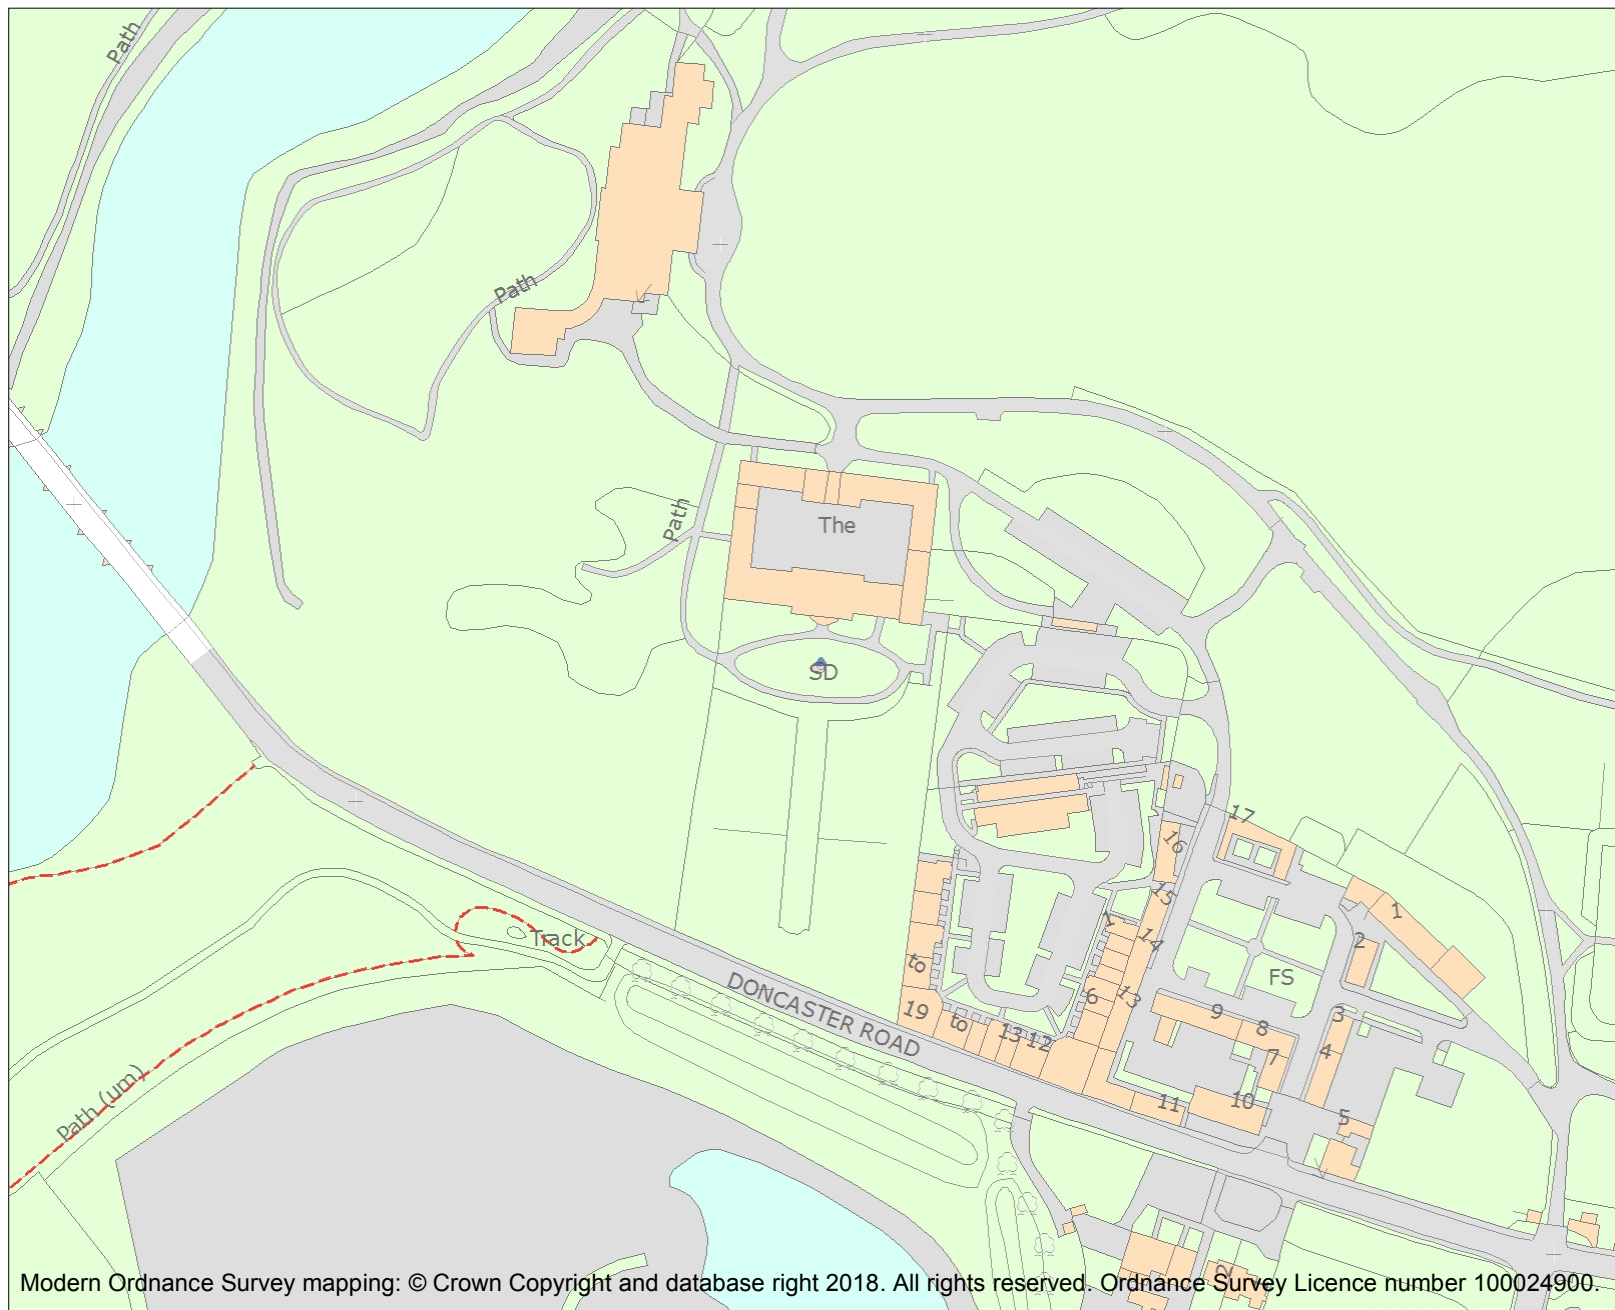 Path
Path
The
Path
SD
17
16
15
1
1
14
2
Track
to
FS
6
13
DONCASTER ROAD
19
to
13
12
9
8
3
7
4
Path (um)
11
10
5
2
Modern Ordnance Survey mapping: © Crown Copyright and database right 2018. All rights reserved. Ordnance Survey Licence number 100024900.